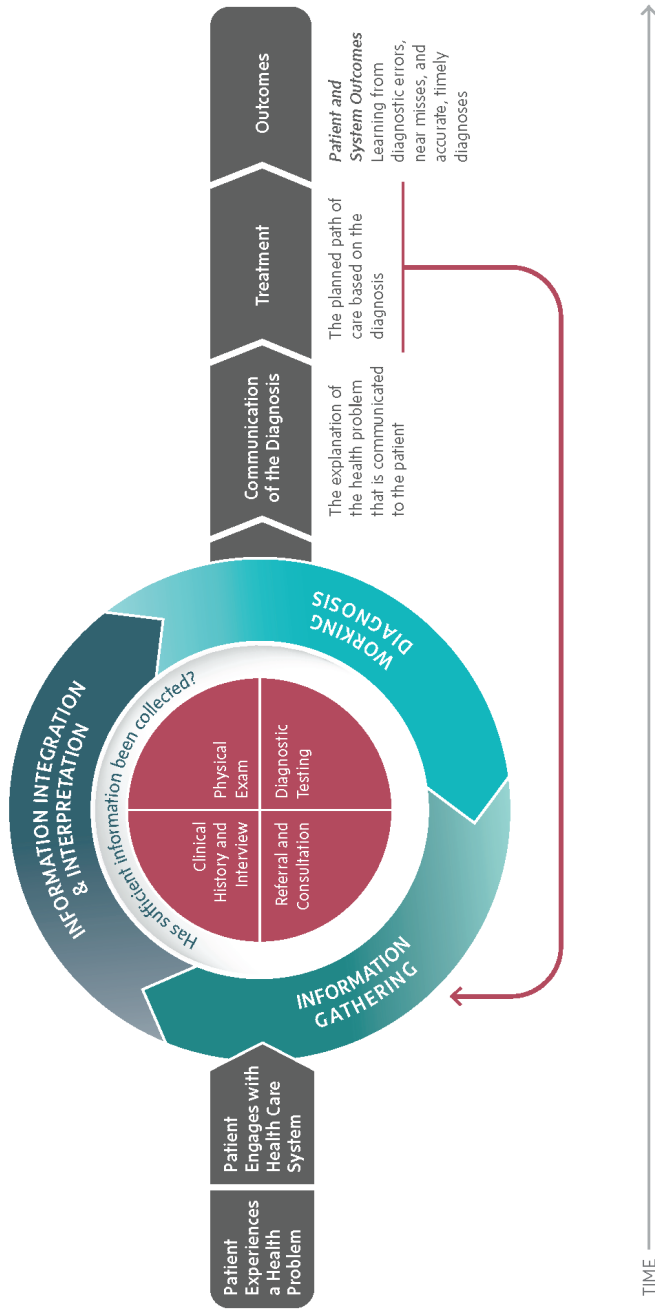 Patient
Experiences
a Health
Problem
Patient
Engages with
Health Care
System
INFORMATION INTEGRATION
& INTERPRETATION
Has sufficient information been collected?
Clinical
History and
Interview
Physical
Exam
Referral and
Consultation
Diagnostic
Testing
INFORMATION
GATHERING
WORKING
DIAGNOSIS
Communication
of the Diagnosis
The explanation of
the health problem
that is communicated
to the patient
Treatment
The planned path of
care based on the
diagnosis
Outcomes
Patient and
System Outcomes
Learning from
diagnostic errors,
near misses, and
accurate, timely
diagnoses
TIME